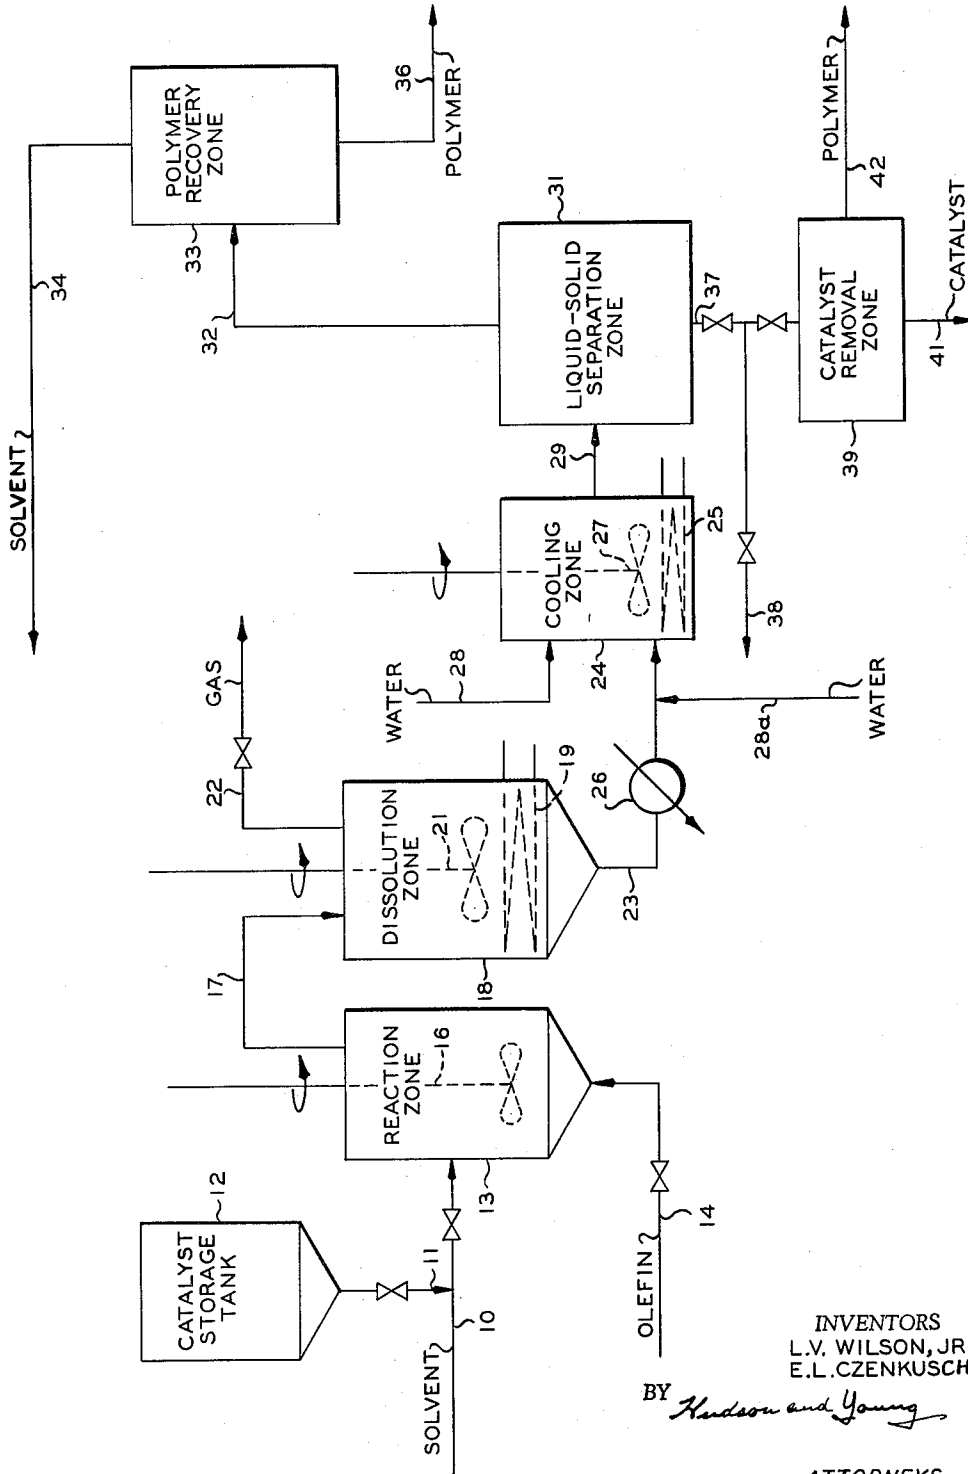 SOLVENT
34
POLYMER
RECOVERY
ZONE
33
36
POLYMER
32
GAS
22
WATER
28
COOLING
ZONE
27
24
25
29
LIQUID-SOLID
SEPARATION
ZONE
31
37
38
CATALYST
REMOVAL
ZONE
39
POLYMER
42
41
CATALYST
17
DISSOLUTION
ZONE
21
18
19
23
26
28a
WATER
CATALYST
STORAGE
TANK
12
11
10
SOLVENT
REACTION
ZONE
16
13
OLEFIN
14
INVENTORS
L.V. WILSON, JR
E.L. CZENKUSCH
BY
Hudson and Young
ATTORNEYS